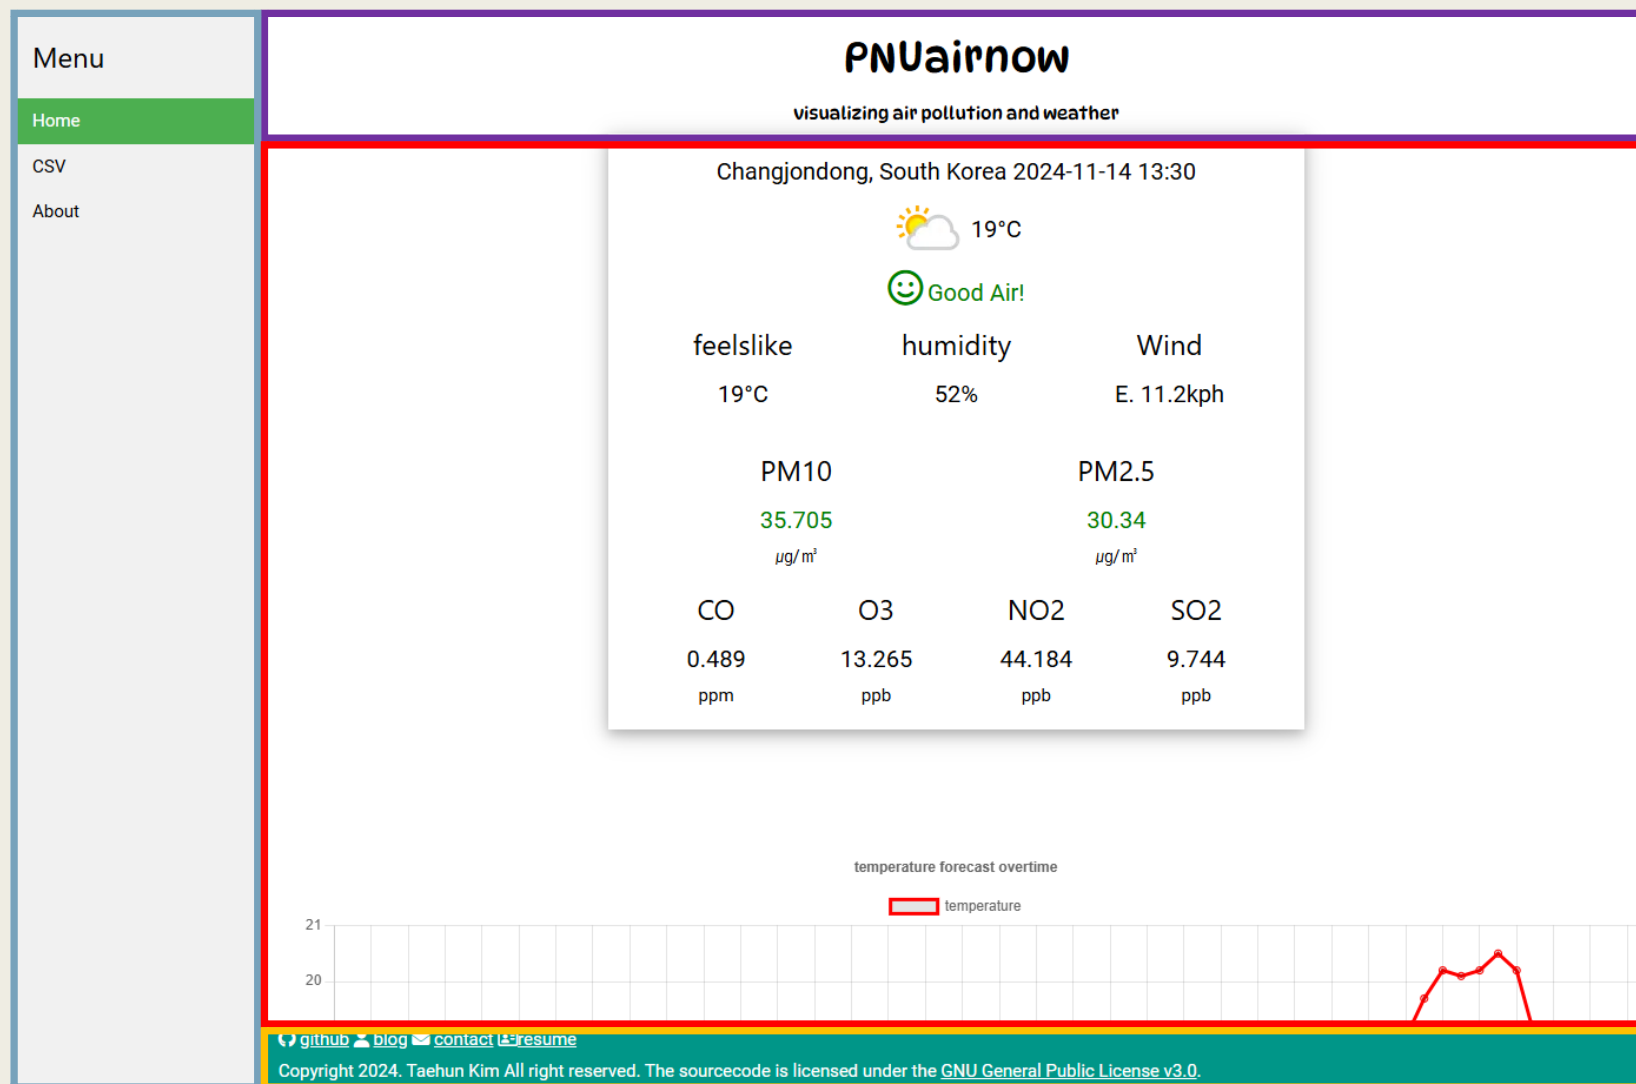 Menu
Home
CSV
About
PNUairnow
visualizing air pollution and weather
Changjondong, South Korea 2024-11-14 13:30
19°C
Good Air!
feelslike humidity Wind
19°C 52% E. 11.2kph
PM10 PM2.5
35.705 30.34
㎍/㎥ ㎍/㎥
CO O3 NO2 SO2
0.489 13.265 44.184 9.744
ppm ppb ppb ppb
temperature forecast overtime
temperature
21
20
github blog contact resume
Copyright 2024. Taehun Kim All right reserved. The sourcecode is licensed under the GNU General Public License v3.0.